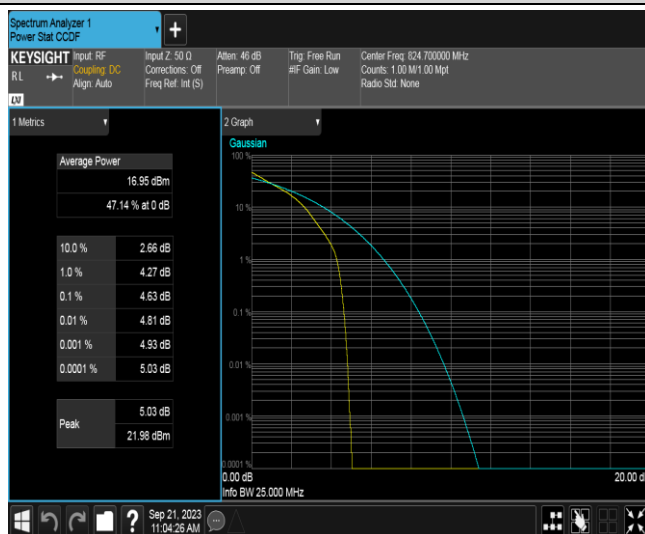 Spectrum Analyzer 1
Power Stat CCDF
KEYSIGHT
RL
LXI
Input: RF
Coupling: DC
Align: Auto
Input Z: 50 Ω
Corrections: Off
Freq Ref: Int (S)
Atten: 46 dB
Preamp: Off
Trig: Free Run
#IF Gain: Low
Center Freq: 824.700000 MHz
Counts: 1.00 M/1.00 Mpt
Radio Std: None
1 Metrics
Average Power
16.95 dBm
47.14 % at 0 dB
10.0 % 2.66 dB
1.0 % 4.27 dB
0.1 % 4.63 dB
0.01 % 4.81 dB
0.001 % 4.93 dB
0.0001 % 5.03 dB
Peak
5.03 dB
21.98 dBm
2 Graph
Gaussian
100 %
10 %
1 %
0.1 %
0.01 %
0.001 %
0.0001 %
0.00 dB 20.00 d
Info BW 25.000 MHz
?
Sep 21, 2023
11:04:26 AM